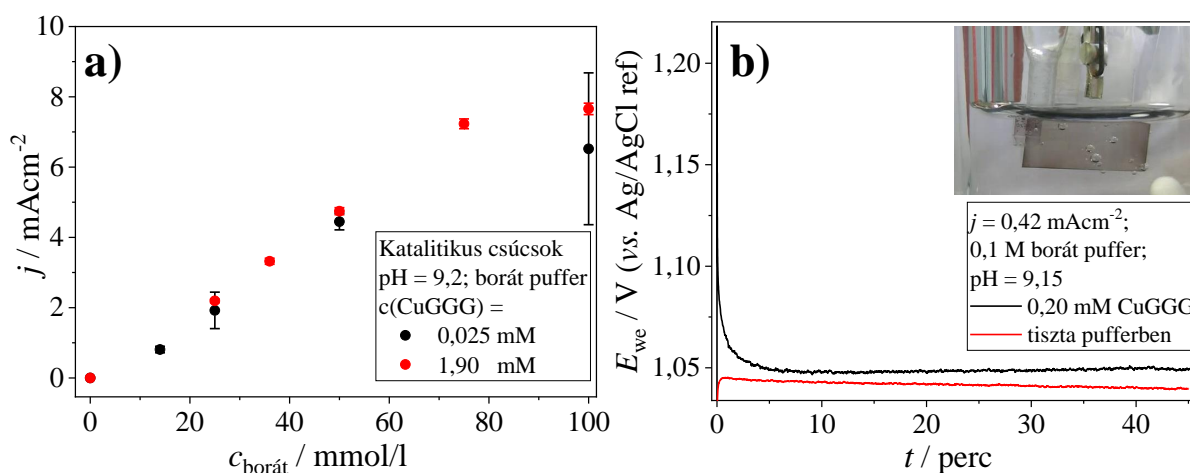 a)
j / mAcm⁻²
8
6
4
2
0
0 20 40 60 80 100
c_borát / mmol/l
Katalitikus csúcsok
pH = 9,2; borát puffer
c(CuGGG) =
0,025 mM
1,90 mM
b)
E_we / V (vs. Ag/AgCl ref)
1,20
1,15
1,10
1,05
0 10 20 30 40
t / perc
j = 0,42 mAcm⁻²;
0,1 M borát puffer;
pH = 9,15
0,20 mM CuGGG
tiszta pufferben